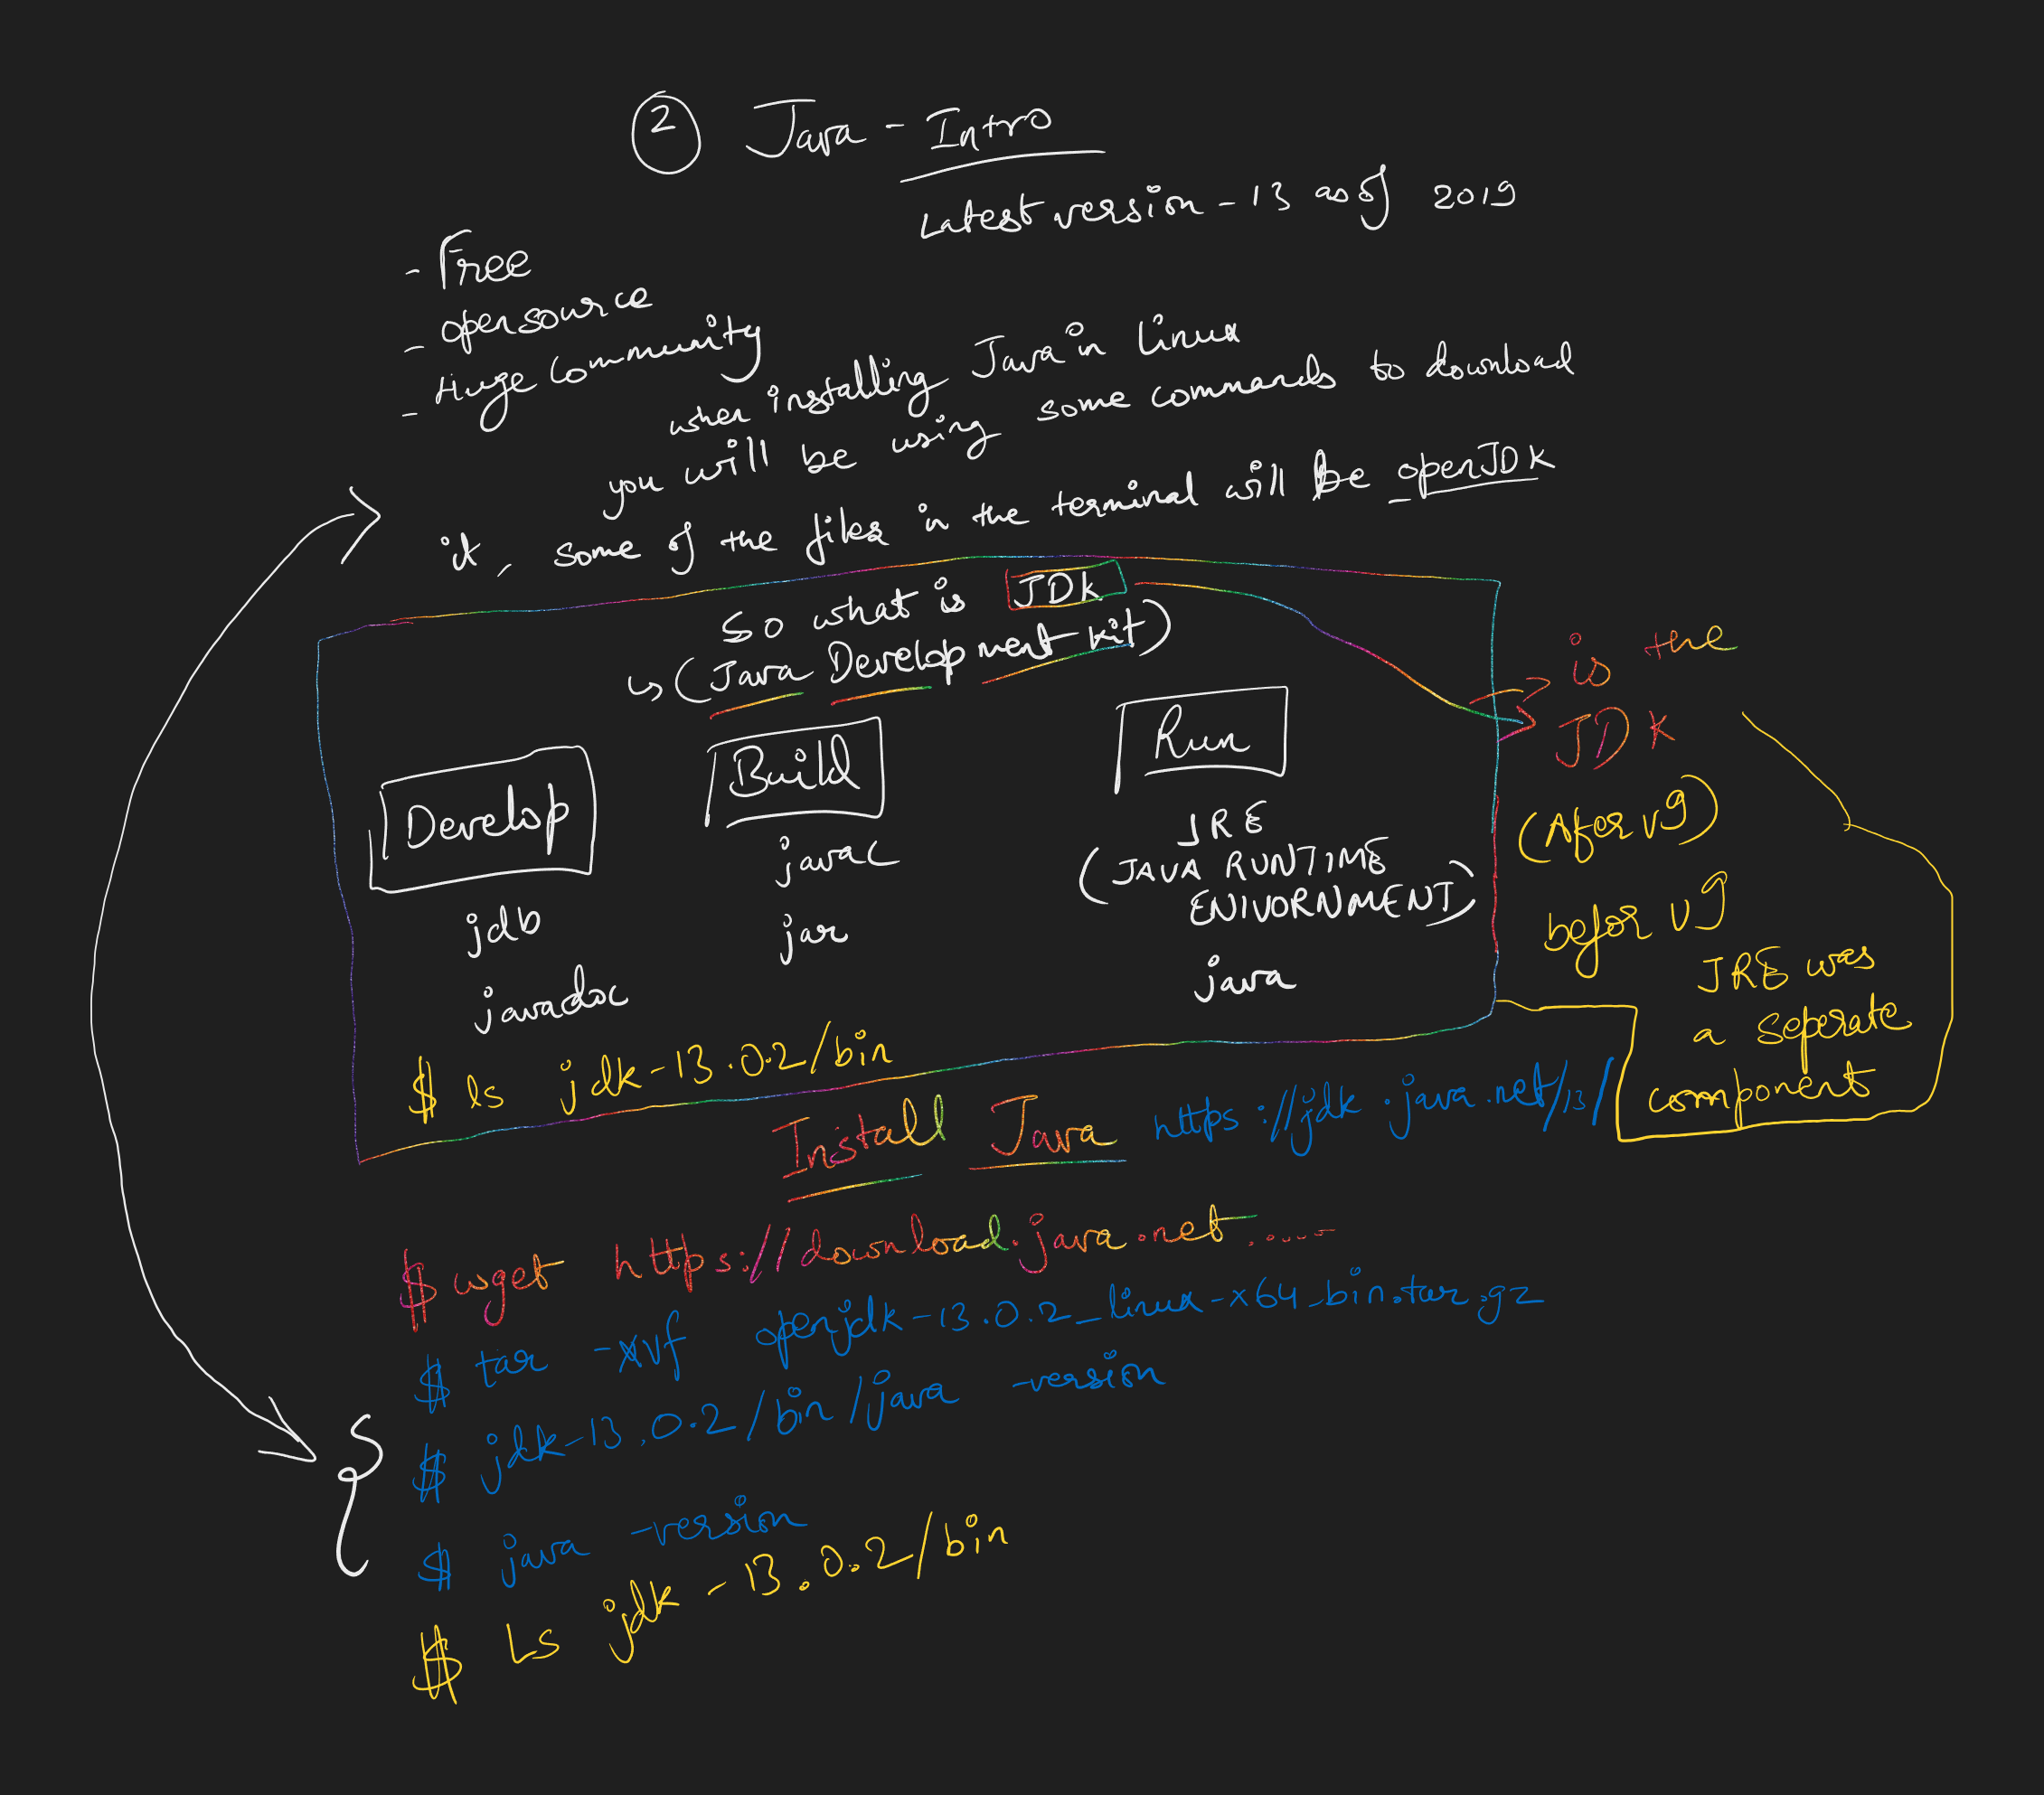 ② Java - Intro
Latest version - 13 as of 2019
- Free
- opensource
- Huge Community
when installing Java in Linux
you will be using some commands to download
it, some of the files in the terminal will be openJDK
So what is JDK
↳ (Java Development kit)
Develop
jdb
javadoc
Build
javac
jar
Run
JRE
(JAVA RUNTIME
ENIVORNMENT)
java
$ ls jdk-13.0.2/bin
is the
JDK
(After v9)
befor v9
JRE was
a seperate
component
Install Java https://jdk.java.net/13/
$ wget https://download.java.net.....
$ tar -xvf openjdk-13.0.2_linux-x64_bin.tar.gz
$ jdk-13.0.2/bin/java -version
$ java -version
$ Ls jdk-13.0.2/bin